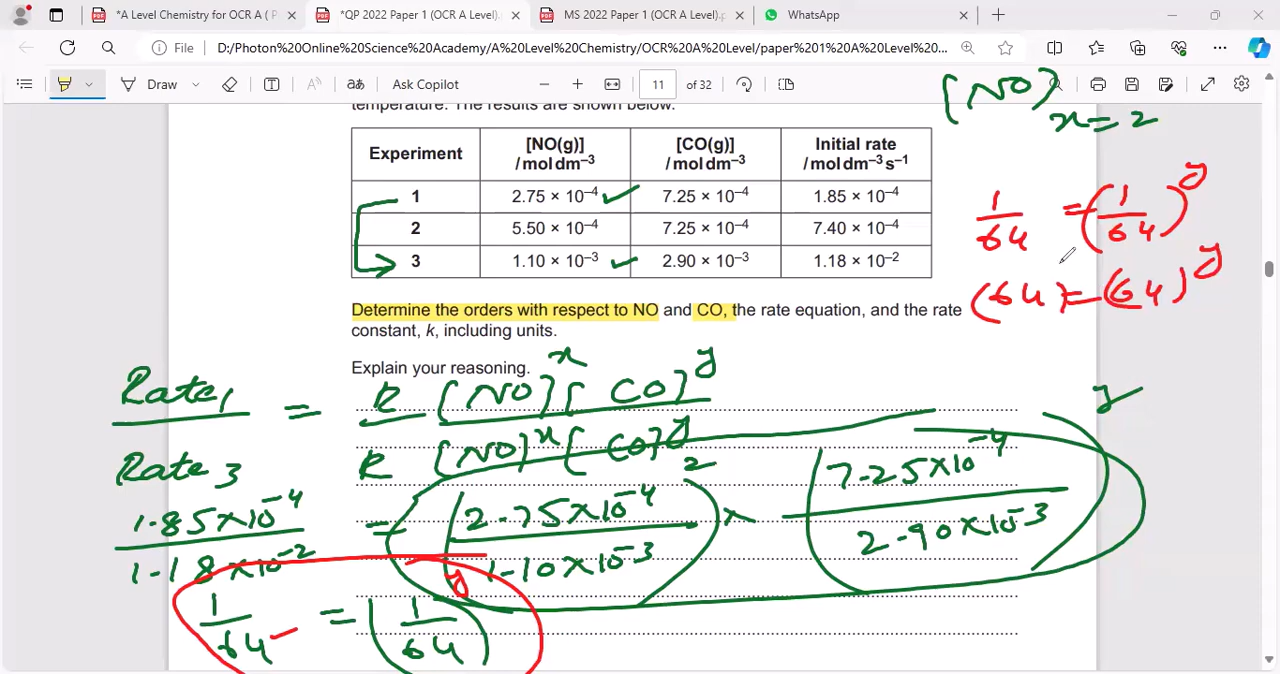 *A Level Chemistry for OCR A ( P
*QP 2022 Paper 1 (OCR A Level).
MS 2022 Paper 1 (OCR A Level).p
WhatsApp
File
D:/Photon%20Online%20Science%20Academy/A%20Level%20Chemistry/OCR%20A%20Level/paper%201%20A%20Level%20...
Draw
Ask Copilot
11 of 32
temperature. The results are shown below.
[NO]
x = 2
Experiment [NO(g)] / mol dm⁻³ [CO(g)] / mol dm⁻³ Initial rate / mol dm⁻³ s⁻¹
1 2.75 × 10⁻⁴ ✓ 7.25 × 10⁻⁴ 1.85 × 10⁻⁴
2 5.50 × 10⁻⁴ 7.25 × 10⁻⁴ 7.40 × 10⁻⁴
3 1.10 × 10⁻³ ✓ 2.90 × 10⁻³ 1.18 × 10⁻²
1/64 = (1/64)^y
(64) = (64)^y
Determine the orders with respect to NO and CO, the rate equation, and the rate
constant, k, including units.
Explain your reasoning.
Rate1 = k [NO]^x [CO]^y
Rate3 k [NO]^x [CO]^y
1.85×10⁻⁴ = (2.75×10⁻⁴)² × (7.25×10⁻⁴)^y
1.18×10⁻² 1.10×10⁻³ 2.90×10⁻³
1/64 = (1/64)^y